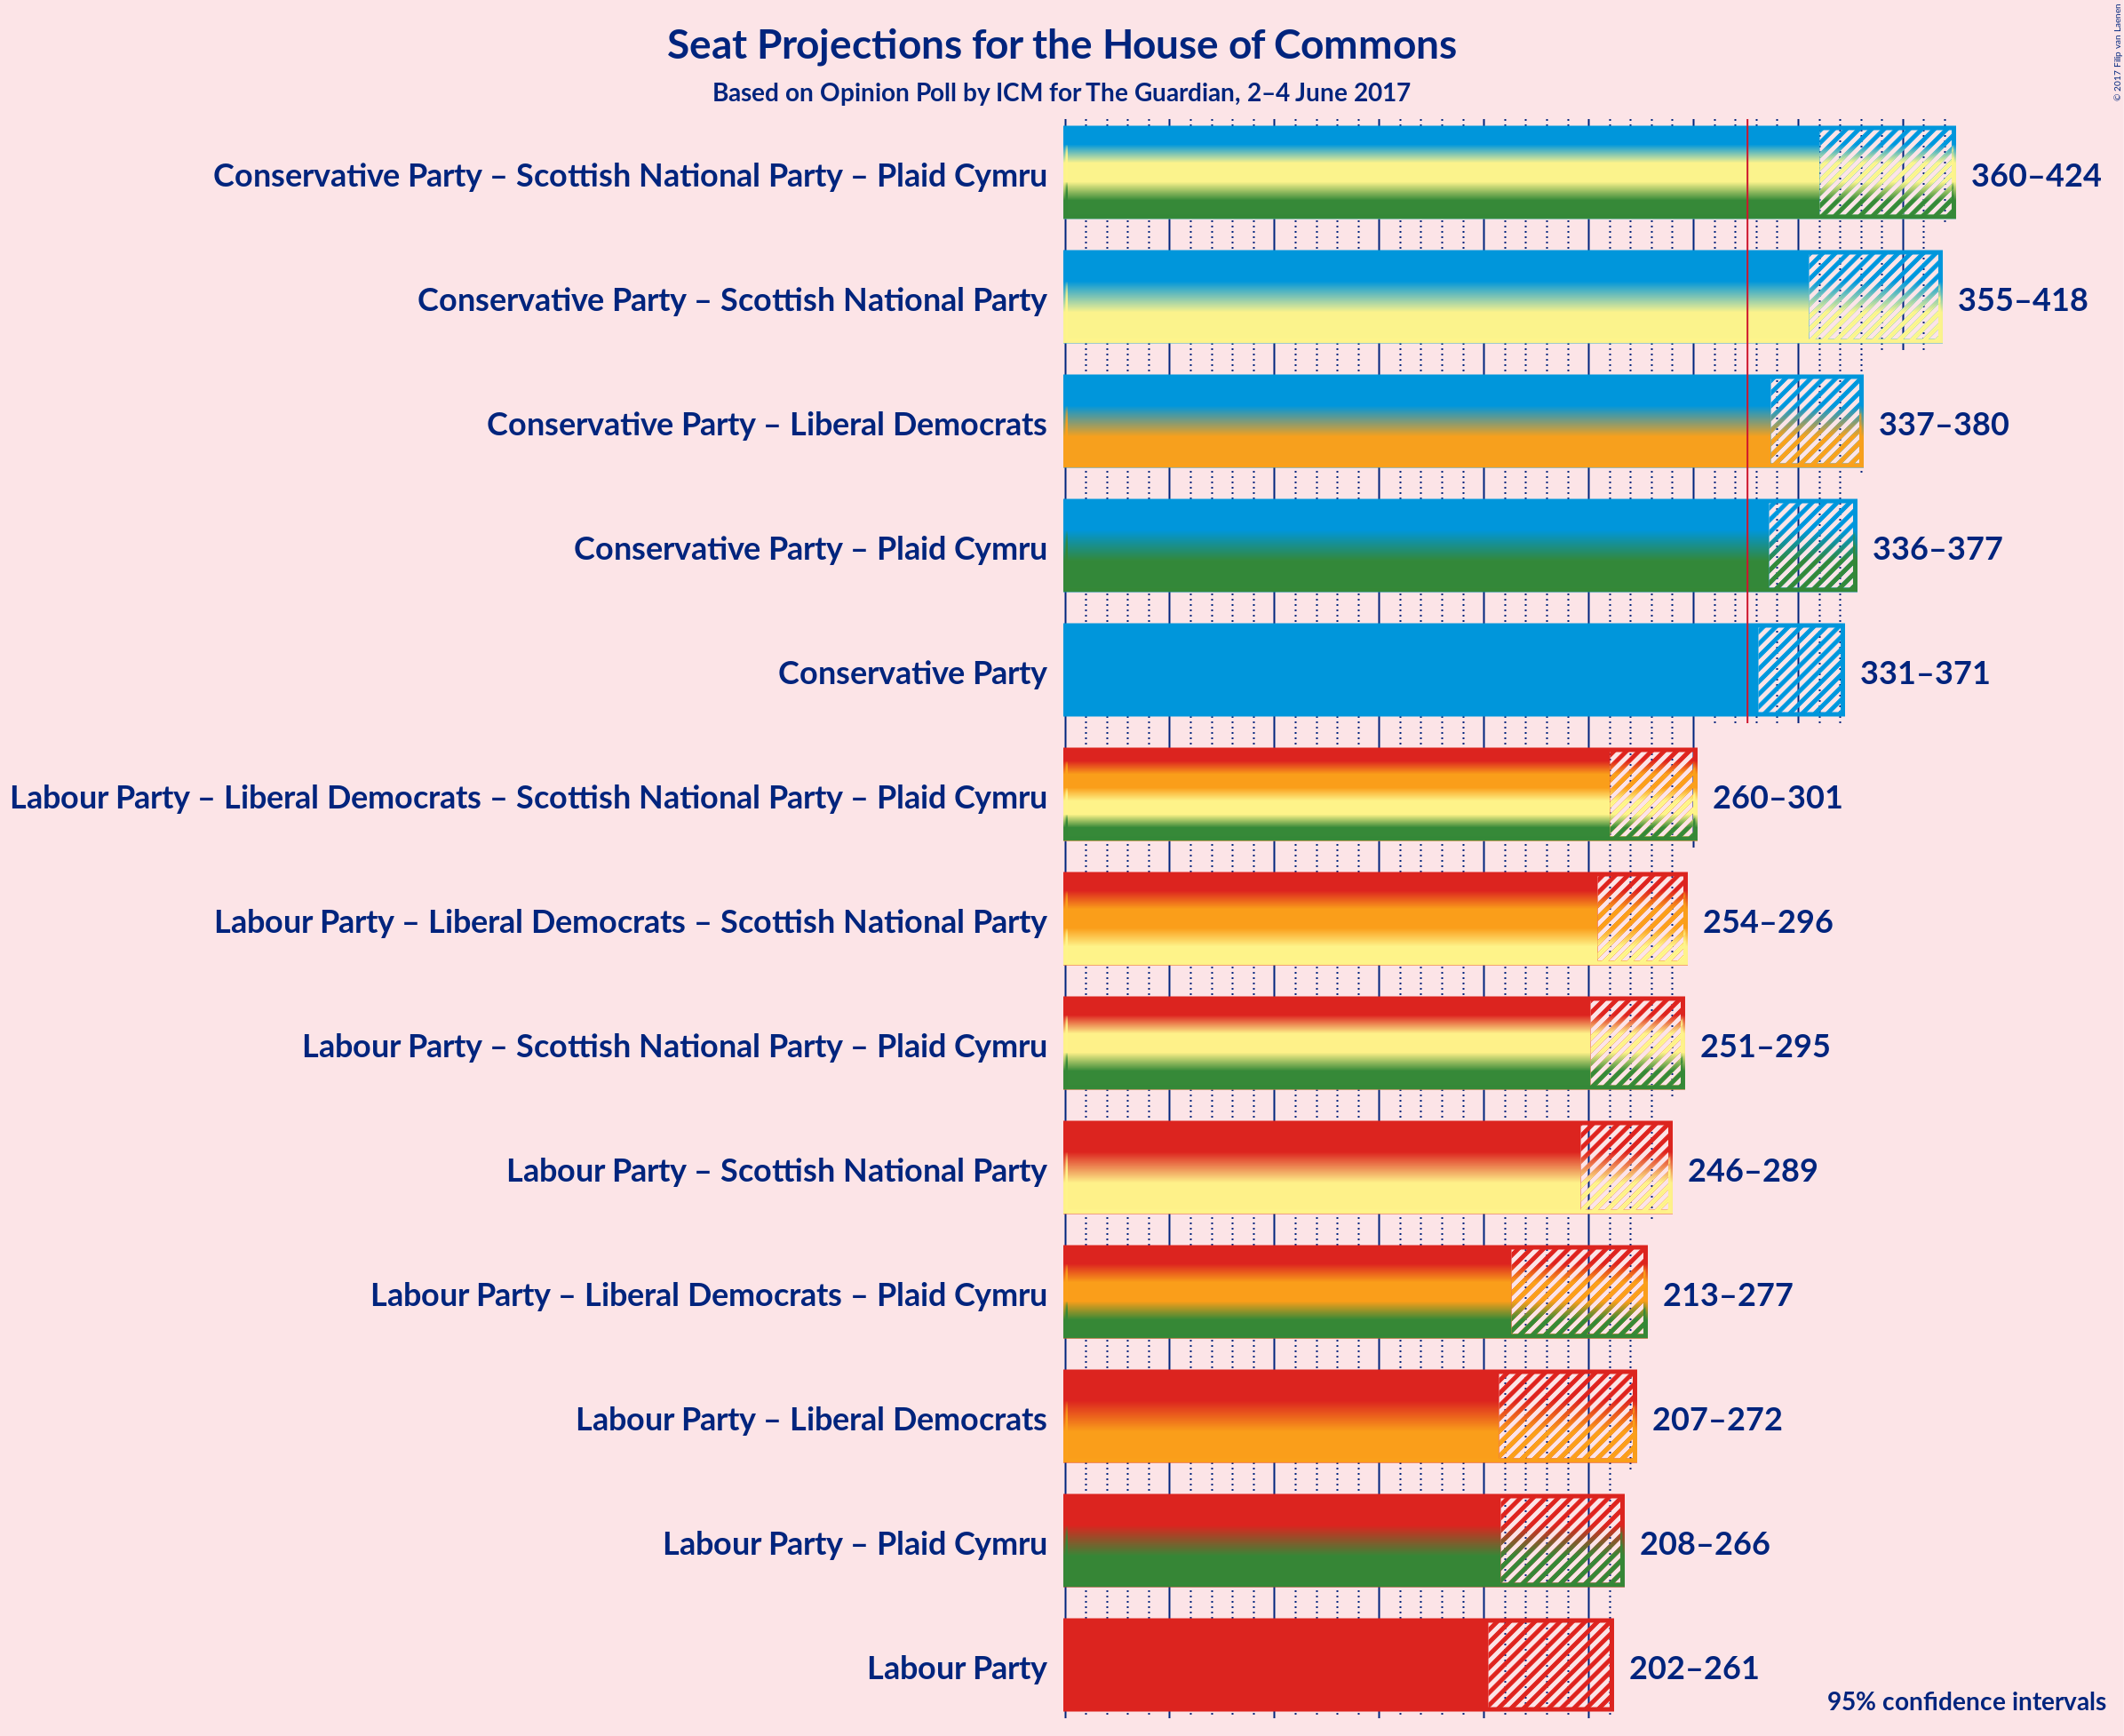 Seat Projections for the House of Commons
Based on Opinion Poll by ICM for The Guardian, 2–4 June 2017
© 2017 Filip van Laenen
Conservative Party – Scottish National Party – Plaid Cymru 360–424
Conservative Party – Scottish National Party 355–418
Conservative Party – Liberal Democrats 337–380
Conservative Party – Plaid Cymru 336–377
Conservative Party 331–371
Labour Party – Liberal Democrats – Scottish National Party – Plaid Cymru 260–301
Labour Party – Liberal Democrats – Scottish National Party 254–296
Labour Party – Scottish National Party – Plaid Cymru 251–295
Labour Party – Scottish National Party 246–289
Labour Party – Liberal Democrats – Plaid Cymru 213–277
Labour Party – Liberal Democrats 207–272
Labour Party – Plaid Cymru 208–266
Labour Party 202–261
95% confidence intervals